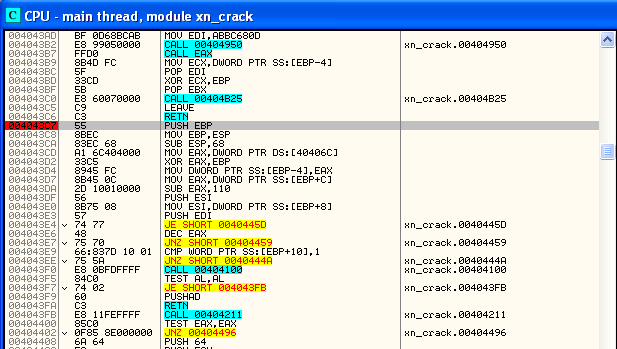 C CPU - main thread, module xn_crack
004043AD BF 0D68BCAB MOV EDI,ABBC680D
004043B2 E8 99050000 CALL 00404950 xn_crack.00404950
004043B7 FFD0 CALL EAX
004043B9 8B4D FC MOV ECX,DWORD PTR SS:[EBP-4]
004043BC 5F POP EDI
004043BD 33CD XOR ECX,EBP
004043BF 5B POP EBX
004043C0 E8 60070000 CALL 00404B25 xn_crack.00404B25
004043C5 C9 LEAVE
004043C6 C3 RETN
004043C7 55 PUSH EBP
004043C8 8BEC MOV EBP,ESP
004043CA 83EC 68 SUB ESP,68
004043CD A1 6C404000 MOV EAX,DWORD PTR DS:[40406C]
004043D2 33C5 XOR EAX,EBP
004043D4 8945 FC MOV DWORD PTR SS:[EBP-4],EAX
004043D7 8B45 0C MOV EAX,DWORD PTR SS:[EBP+C]
004043DA 2D 10010000 SUB EAX,110
004043DF 56 PUSH ESI
004043E0 8B75 08 MOV ESI,DWORD PTR SS:[EBP+8]
004043E3 57 PUSH EDI
004043E4 74 77 JE SHORT 0040445D xn_crack.0040445D
004043E6 48 DEC EAX
004043E7 75 70 JNZ SHORT 00404459 xn_crack.00404459
004043E9 66:837D 10 01 CMP WORD PTR SS:[EBP+10],1
004043EE 75 5A JNZ SHORT 0040444A xn_crack.0040444A
004043F0 E8 0BFDFFFF CALL 00404100 xn_crack.00404100
004043F5 84C0 TEST AL,AL
004043F7 74 02 JE SHORT 004043FB xn_crack.004043FB
004043F9 60 PUSHAD
004043FA C3 RETN
004043FB E8 11FEFFFF CALL 00404211 xn_crack.00404211
00404400 85C0 TEST EAX,EAX
00404402 0F85 8E000000 JNZ 00404496 xn_crack.00404496
00404408 6A 64 PUSH 64